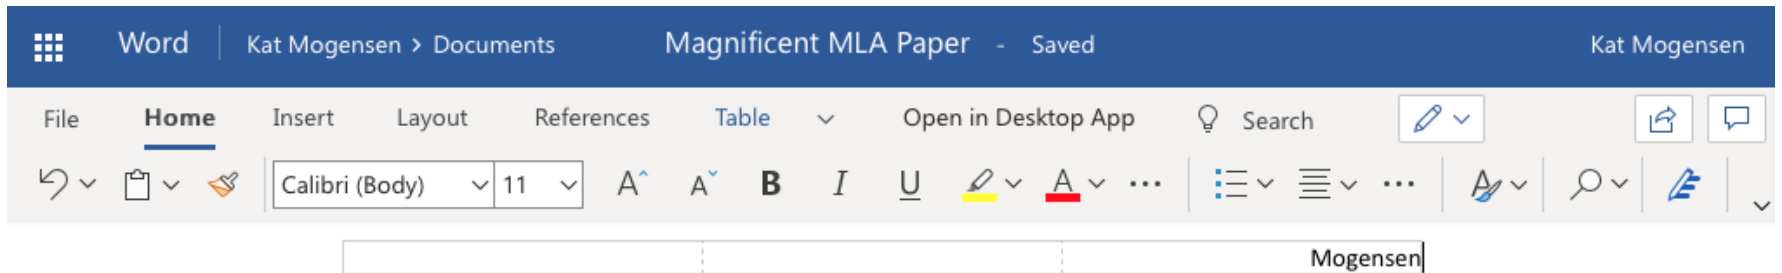 Word Kat Mogensen > Documents Magnificent MLA Paper - Saved Kat Mogensen
File Home Insert Layout References Table Open in Desktop App Search
Calibri (Body) 11 A A B I U A
Mogensen